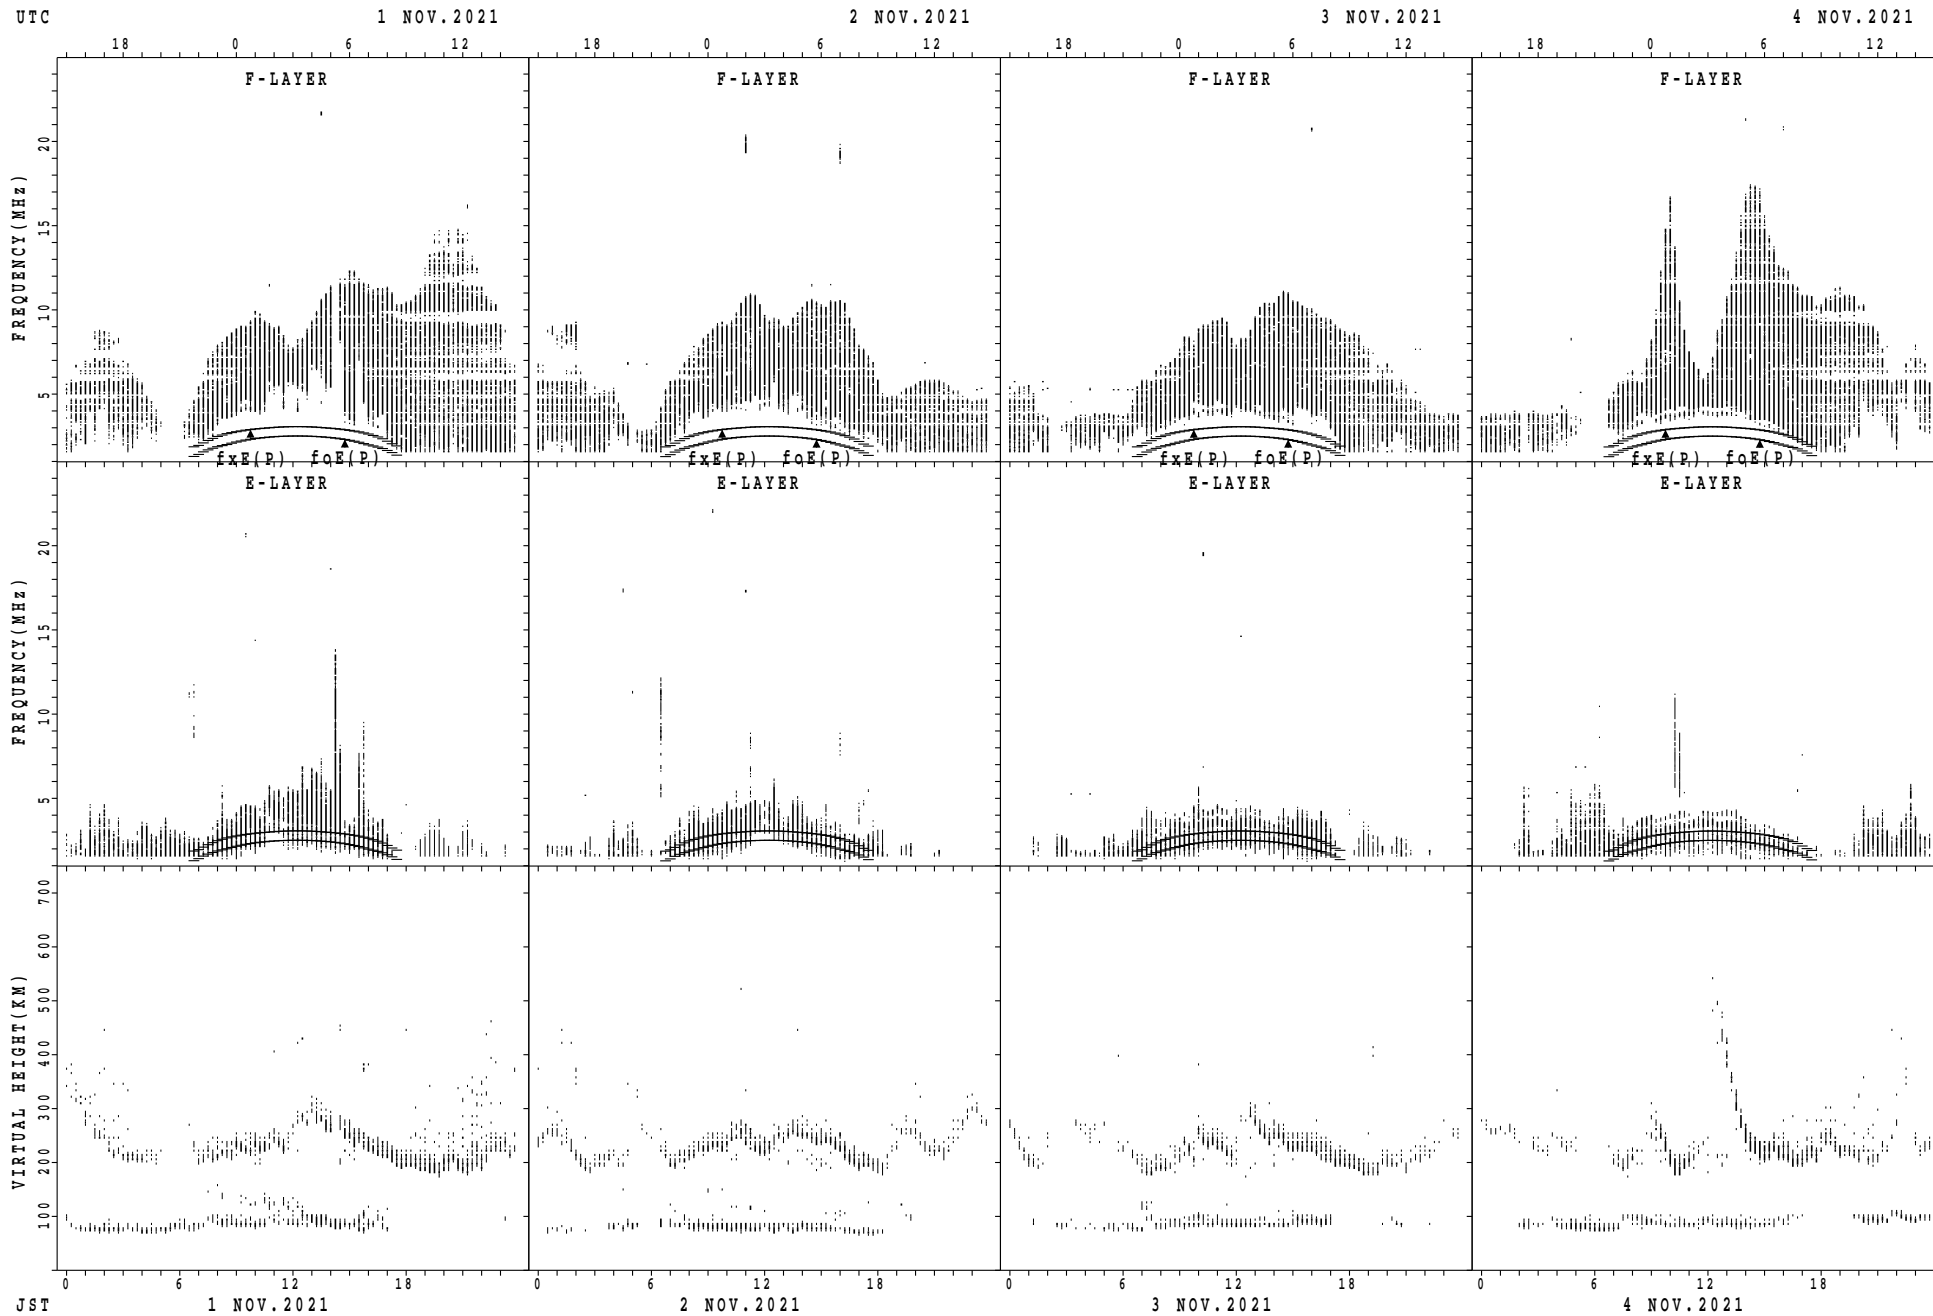 UTC 1 NOV.2021 2 NOV.2021 3 NOV.2021 4 NOV.2021
18 0 6 12 18 0 6 12 18 0 6 12 18 0 6 12
F-LAYER F-LAYER F-LAYER F-LAYER
FREQUENCY(MHz)
20
15
10
5
fxE(P) foE(P) fxE(P) foE(P) fxE(P) foE(P) fxE(P) foE(P)
E-LAYER E-LAYER E-LAYER E-LAYER
FREQUENCY(MHz)
20
15
10
5
VIRTUAL HEIGHT(KM)
700
600
500
400
300
200
100
0 6 12 18 0 6 12 18 0 6 12 18 0 6 12 18
JST 1 NOV.2021 2 NOV.2021 3 NOV.2021 4 NOV.2021